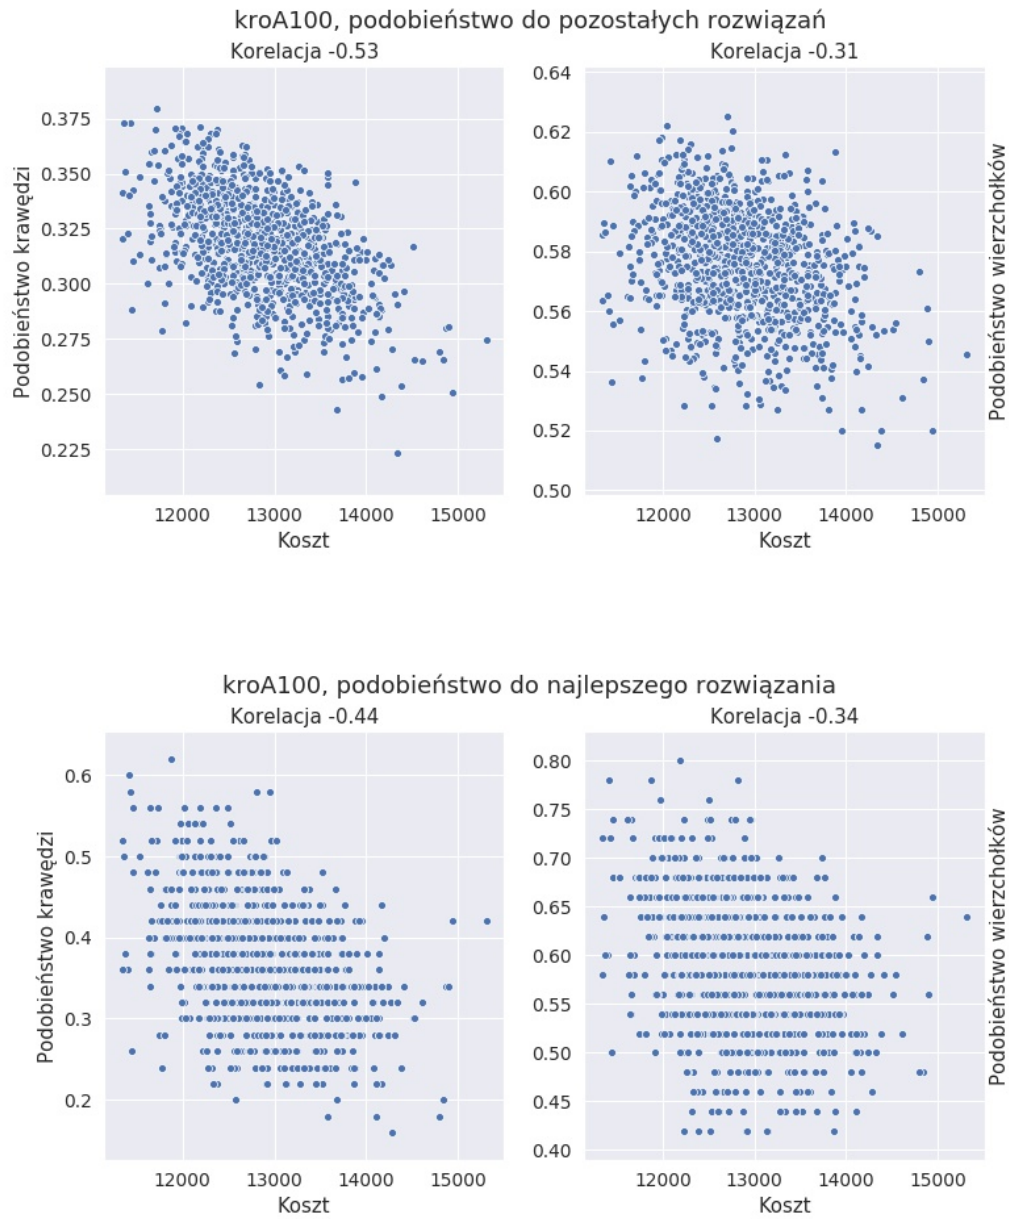 kroA100, podobieństwo do pozostałych rozwiązań
Korelacja -0.53
Korelacja -0.31
Podobieństwo krawędzi
0.375
0.350
0.325
0.300
0.275
0.250
0.225
12000 13000 14000 15000
Koszt
0.64
0.62
0.60
0.58
0.56
0.54
0.52
0.50
12000 13000 14000 15000
Koszt
Podobieństwo wierzchołków
kroA100, podobieństwo do najlepszego rozwiązania
Korelacja -0.44
Korelacja -0.34
Podobieństwo krawędzi
0.6
0.5
0.4
0.3
0.2
12000 13000 14000 15000
Koszt
0.80
0.75
0.70
0.65
0.60
0.55
0.50
0.45
0.40
12000 13000 14000 15000
Koszt
Podobieństwo wierzchołków